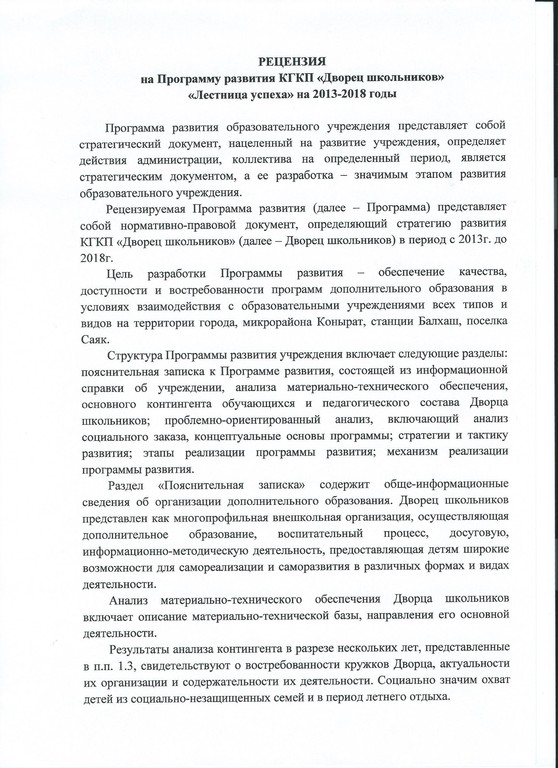 РЕЦЕНЗИЯ
на Программу развития КГКП «Дворец школьников»
«Лестница успеха» на 2013-2018 годы
Программа развития образовательного учреждения представляет собой
стратегический документ, нацеленный на развитие учреждения, определяет
действия администрации, коллектива на определенный период, является
стратегическим документом, а ее разработка – значимым этапом развития
образовательного учреждения.
Рецензируемая Программа развития (далее – Программа) представляет
собой нормативно-правовой документ, определяющий стратегию развития
КГКП «Дворец школьников» (далее – Дворец школьников) в период с 2013г. до
2018г.
Цель разработки Программы развития – обеспечение качества,
доступности и востребованности программ дополнительного образования в
условиях взаимодействия с образовательными учреждениями всех типов и
видов на территории города, микрорайона Конырат, станции Балхаш, поселка
Саяк.
Структура Программы развития учреждения включает следующие разделы:
пояснительная записка к Программе развития, состоящей из информационной
справки об учреждении, анализа материально-технического обеспечения,
основного контингента обучающихся и педагогического состава Дворца
школьников; проблемно-ориентированный анализ, включающий анализ
социального заказа, концептуальные основы программы; стратегии и тактику
развития; этапы реализации программы развития; механизм реализации
программы развития.
Раздел «Пояснительная записка» содержит обще-информационные
сведения об организации дополнительного образования. Дворец школьников
представлен как многопрофильная внешкольная организация, осуществляющая
дополнительное образование, воспитательный процесс, досуговую,
информационно-методическую деятельность, предоставляющая детям широкие
возможности для самореализации и саморазвития в различных формах и видах
деятельности.
Анализ материально-технического обеспечения Дворца школьников
включает описание материально-технической базы, направления его основной
деятельности.
Результаты анализа контингента в разрезе нескольких лет, представленные
в п.п. 1.3, свидетельствуют о востребованности кружков Дворца, актуальности
их организации и содержательности их деятельности. Социально значим охват
детей из социально-незащищенных семей и в период летнего отдыха.